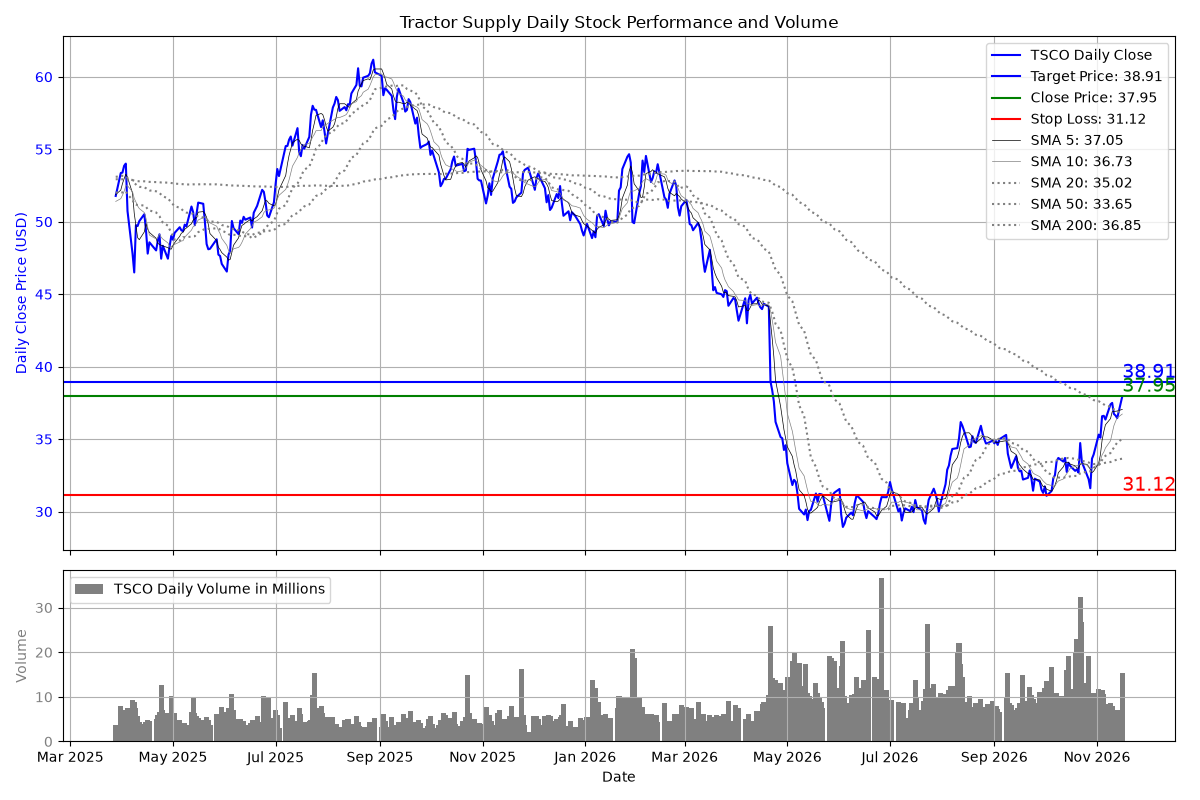 Tractor Supply Daily Stock Performance and Volume
Daily Close Price (USD)
60
55
50
45
40
35
30
TSCO Daily Close
Target Price: 38.91
Close Price: 37.95
Stop Loss: 31.12
SMA 5: 37.05
SMA 10: 36.73
SMA 20: 35.02
SMA 50: 33.65
SMA 200: 36.85
38.91
37.95
31.12
TSCO Daily Volume in Millions
Volume
30
20
10
0
Mar 2025 May 2025 Jul 2025 Sep 2025 Nov 2025 Jan 2026 Mar 2026 May 2026 Jul 2026 Sep 2026 Nov 2026
Date